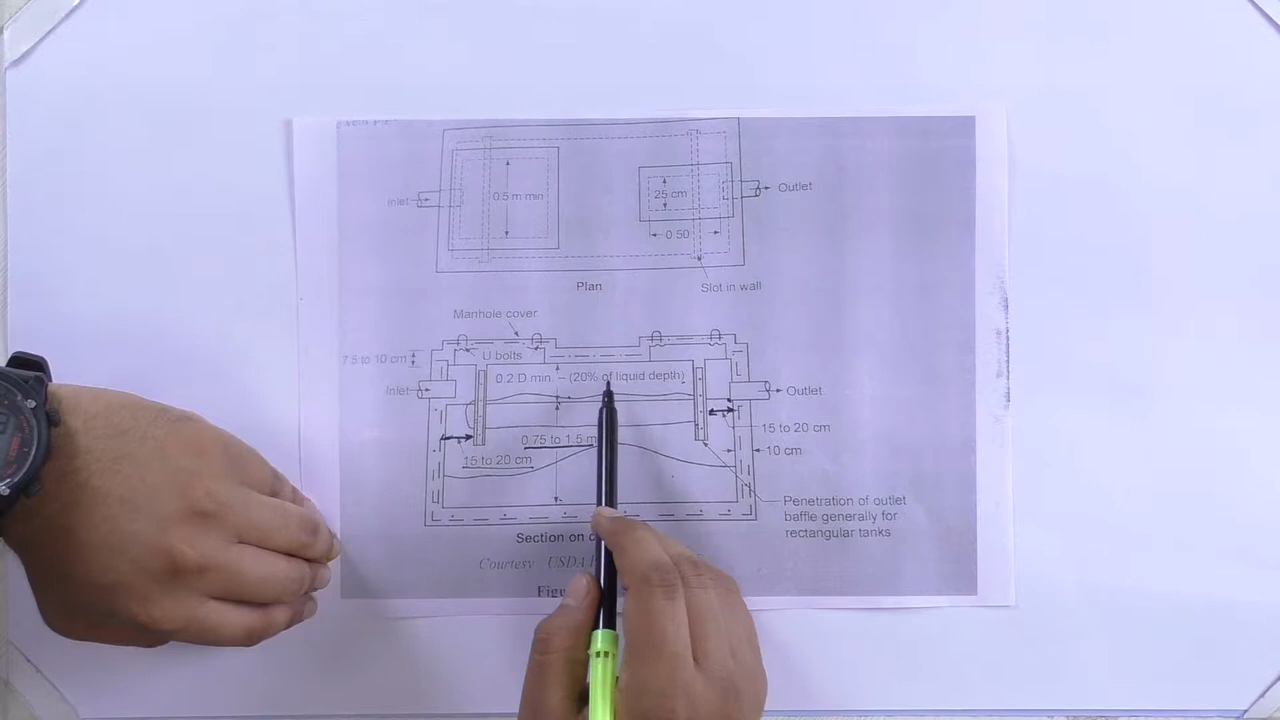 Inlet
0.5 m min
25 cm
Outlet
0.50
Plan
Slot in wall
Manhole cover
7.5 to 10 cm
U bolts
0.2 D min. – (20% of liquid depth)
Inlet
Outlet
0.75 to 1.5 m
15 to 20 cm
15 to 20 cm
10 cm
Penetration of outlet
baffle generally for
rectangular tanks
Section on
Courtesy USDA